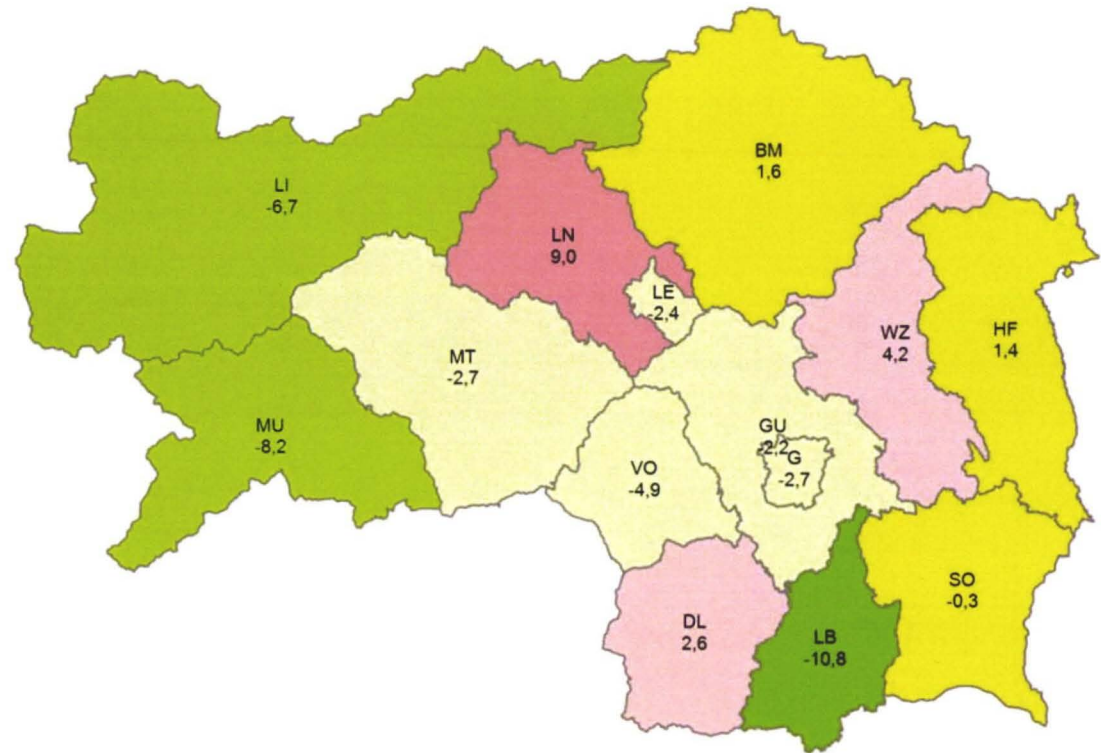 BM
1,6
LI
-6,7
LN
9,0
LE
-2,4
WZ
4,2
HF
1,4
MT
-2,7
MU
-8,2
GU
-2,2
G
-2,7
VO
-4,9
SO
-0,3
DL
2,6
LB
-10,8